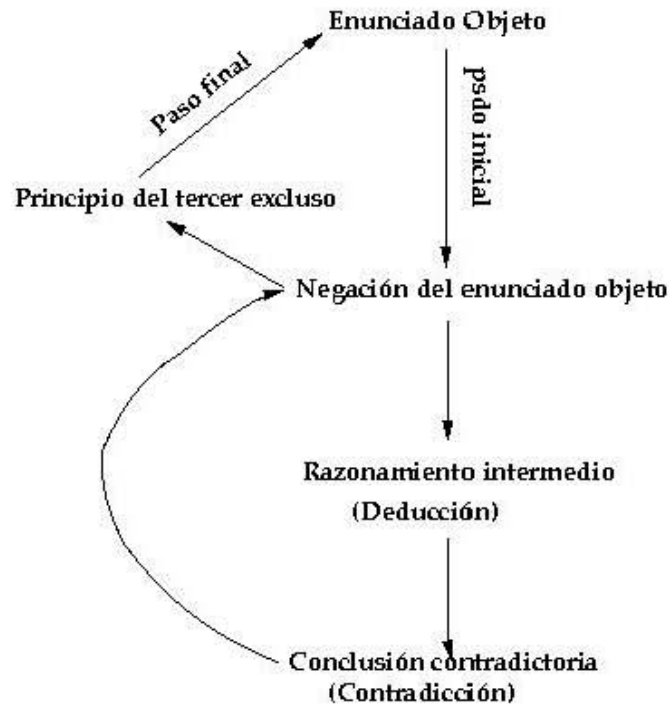 Enunciado Objeto
Paso final
psdo inicial
Principio del tercer excluso
Negación del enunciado objeto
Razonamiento intermedio
(Deducción)
Conclusión contradictoria
(Contradicción)